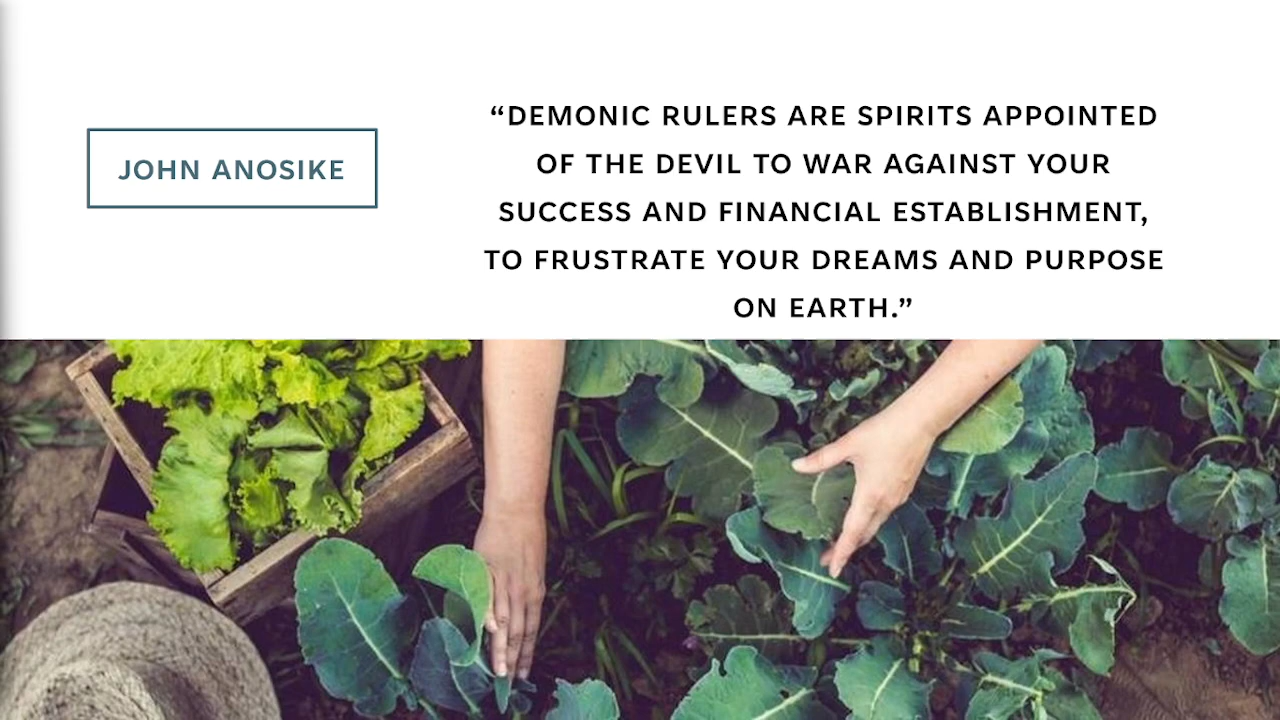 JOHN ANOSIKE
“DEMONIC RULERS ARE SPIRITS APPOINTED
OF THE DEVIL TO WAR AGAINST YOUR
SUCCESS AND FINANCIAL ESTABLISHMENT,
TO FRUSTRATE YOUR DREAMS AND PURPOSE
ON EARTH.”